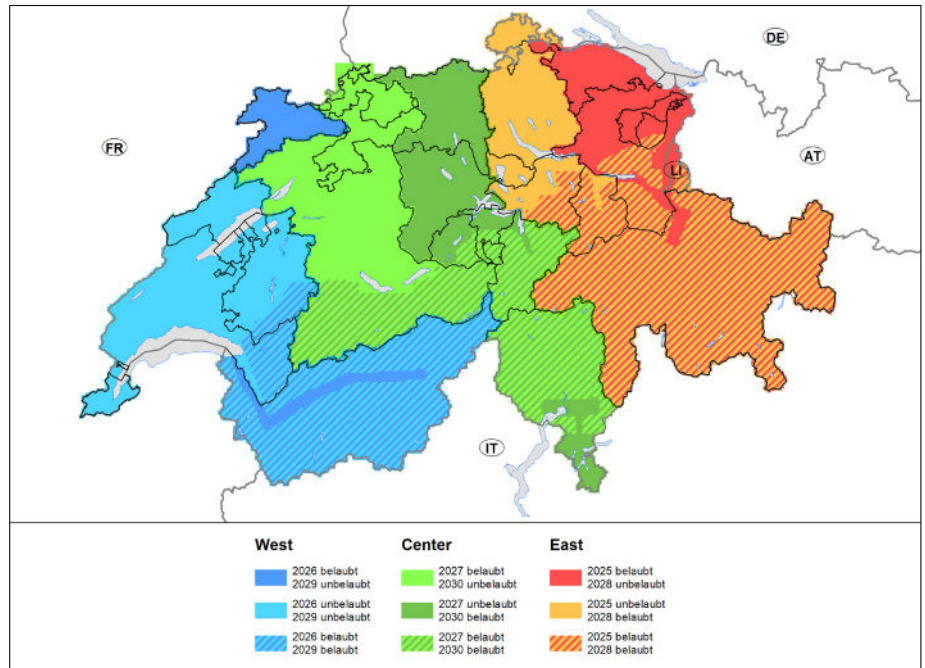 DE
FR
AT
LI
IT
West
Center
East
2026 belaubt
2029 unbelaubt
2027 belaubt
2030 unbelaubt
2025 belaubt
2028 unbelaubt
2026 unbelaubt
2029 unbelaubt
2027 unbelaubt
2030 belaubt
2025 unbelaubt
2028 belaubt
2026 belaubt
2029 belaubt
2027 belaubt
2030 belaubt
2025 belaubt
2028 belaubt